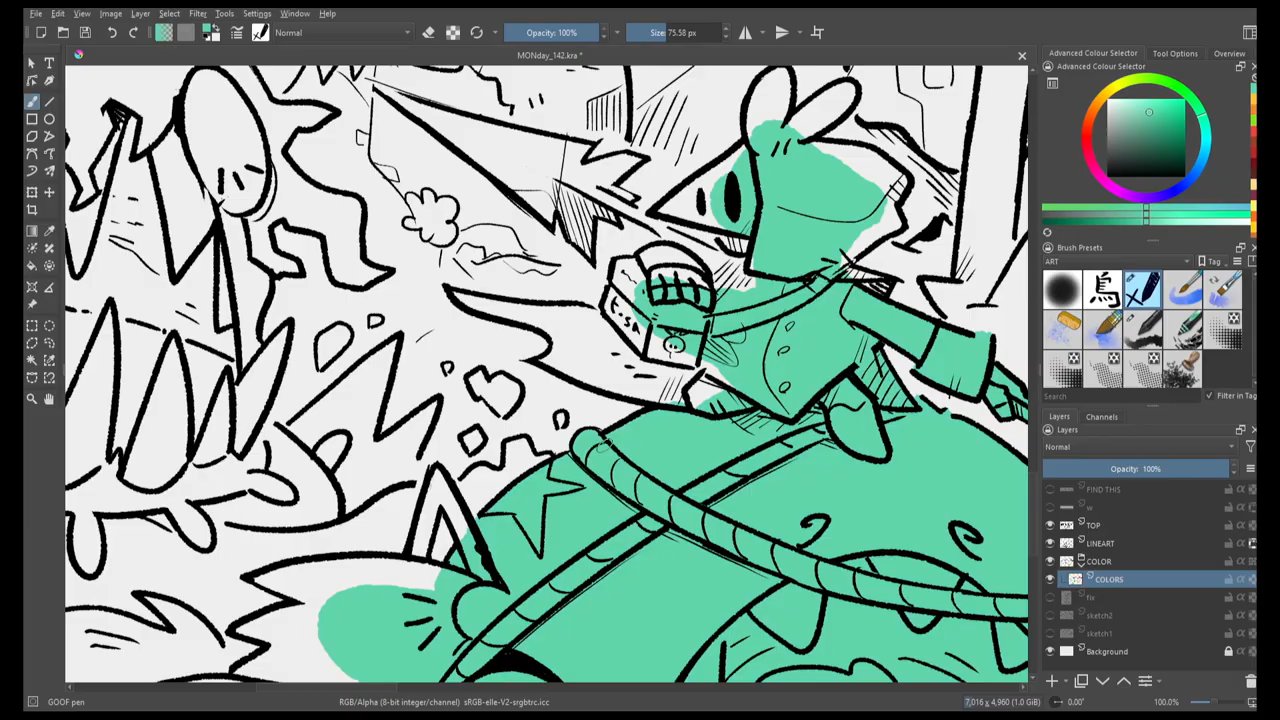 File Edit View Image Layer Select Filter Tools Settings Window Help
Normal Opacity: 100% Size: 75.58 px
MONday_142.kra *
Advanced Colour Selector Tool Options Overview
Advanced Colour Selector
Brush Presets
ART Tag
Search Filter in Tag
Layers Channels
Layers
Normal
Opacity: 100%
FIND THIS
w
TOP
LINEART
COLOR
COLORS
fix
sketch2
sketch1
Background
GOOF pen RGB/Alpha (8-bit integer/channel) sRGB-elle-V2-srgbtrc.icc 7,016 x 4,960 (1.0 GiB) 0.00° 100.0%